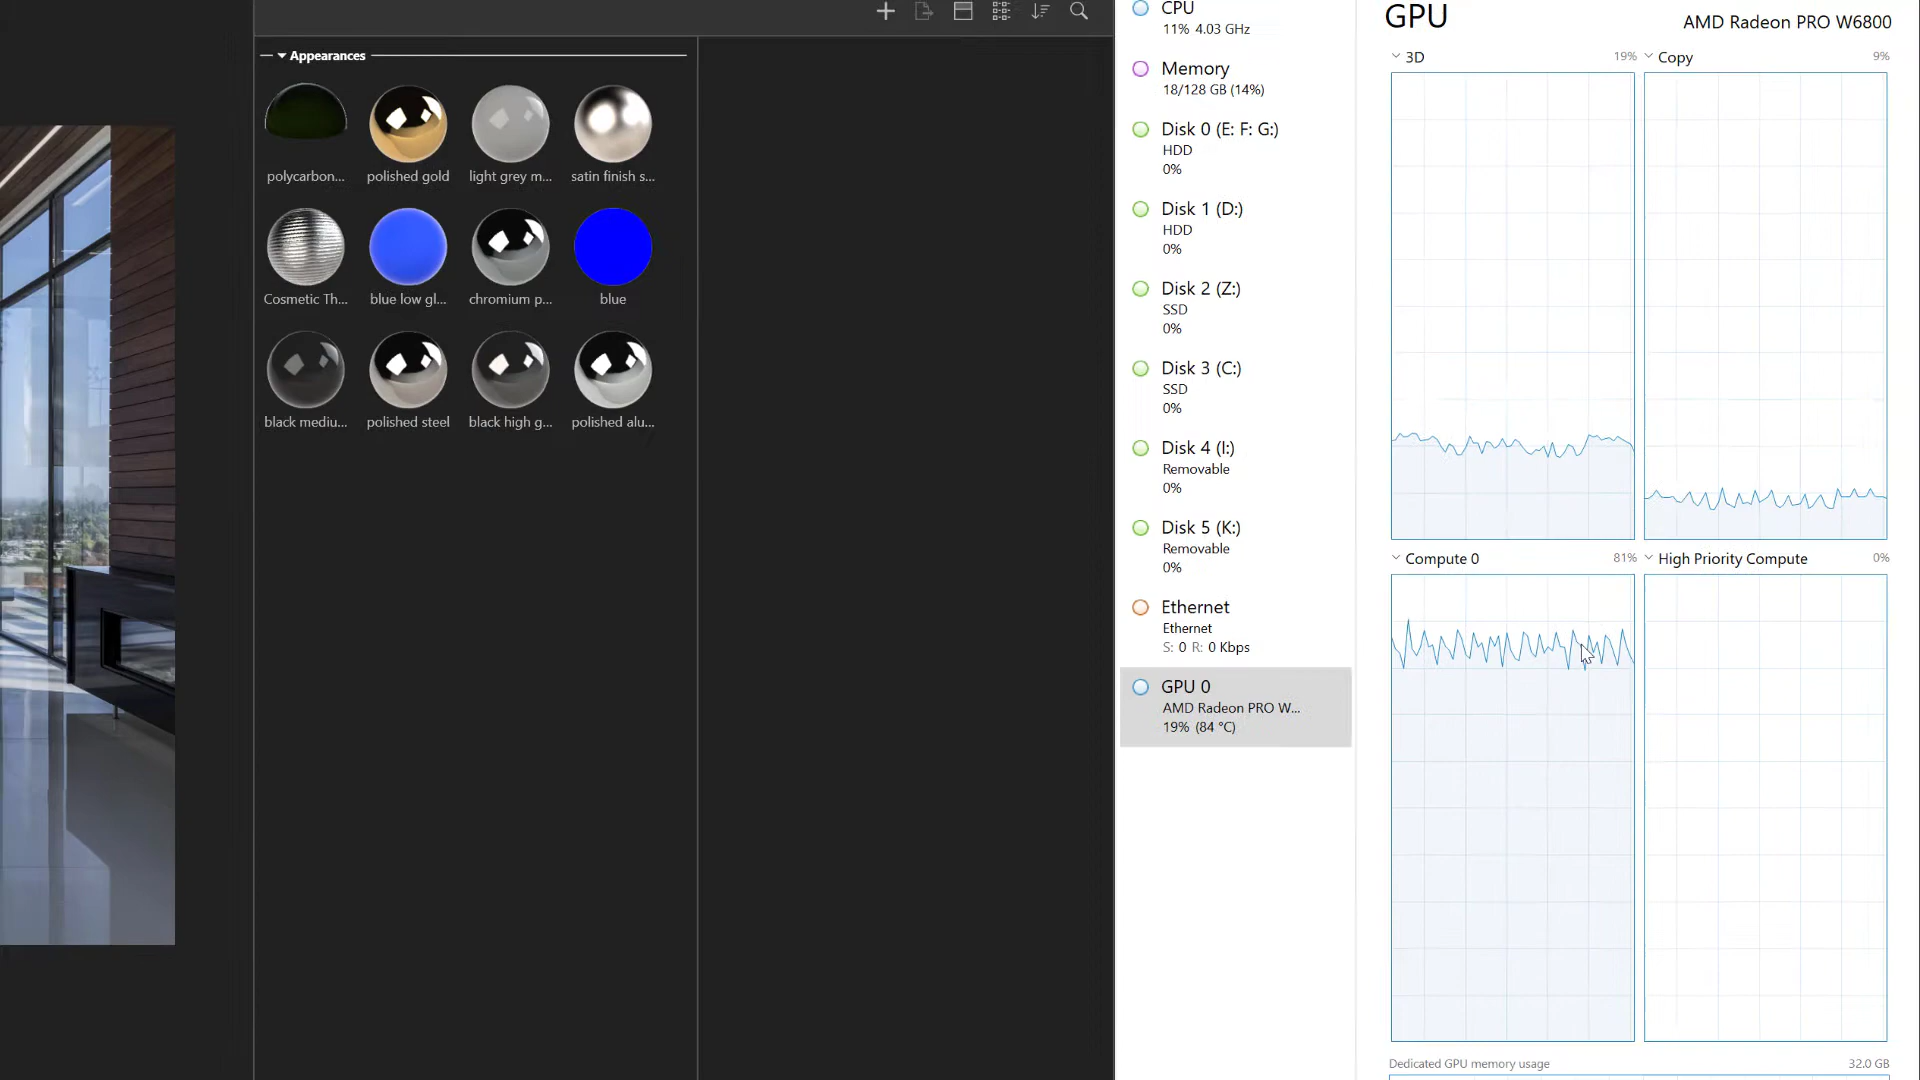 Appearances
polycarbon...
polished gold
light grey m...
satin finish s...
Cosmetic Th...
blue low gl...
chromium p...
blue
black mediu...
polished steel
black high g...
polished alu...
CPU
11% 4.03 GHz
Memory
18/128 GB (14%)
Disk 0 (E: F: G:)
HDD
0%
Disk 1 (D:)
HDD
0%
Disk 2 (Z:)
SSD
0%
Disk 3 (C:)
SSD
0%
Disk 4 (I:)
Removable
0%
Disk 5 (K:)
Removable
0%
Ethernet
Ethernet
S: 0 R: 0 Kbps
GPU 0
AMD Radeon PRO W...
19% (84 °C)
GPU
AMD Radeon PRO W6800
3D 19%
Copy 9%
Compute 0 81%
High Priority Compute 0%
Dedicated GPU memory usage 32.0 GB